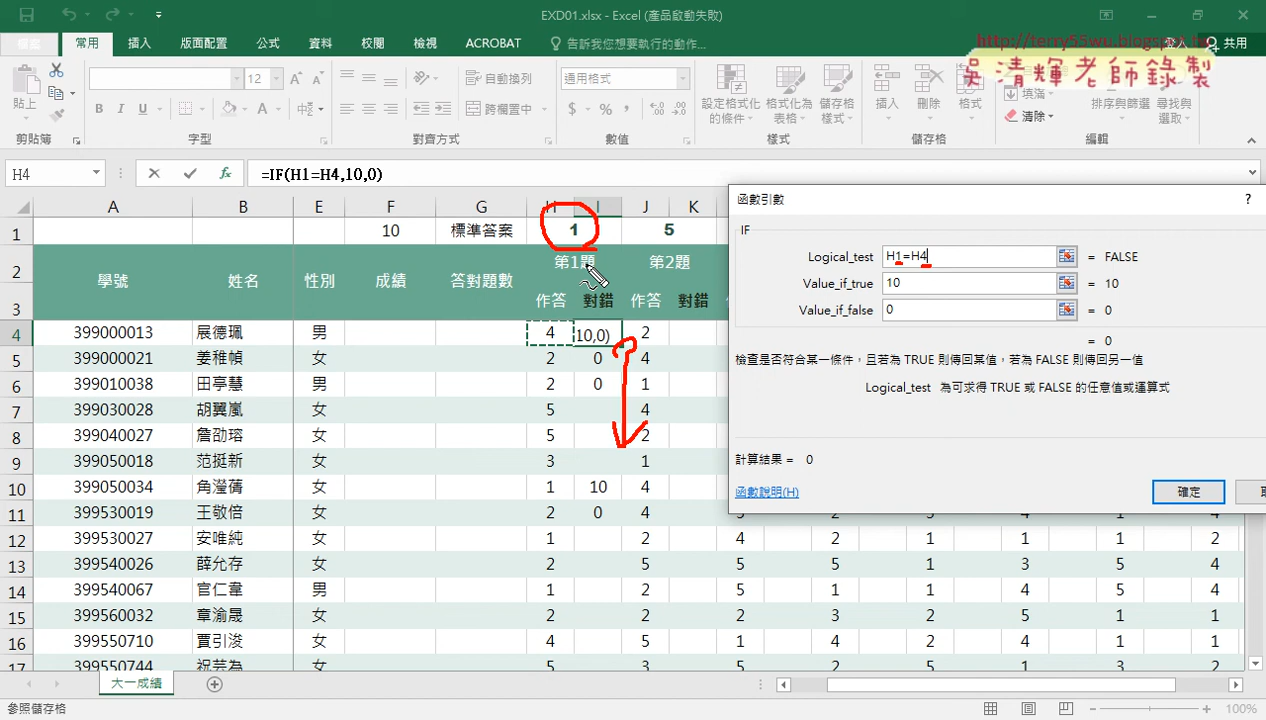 EXD01.xlsx - Excel (產品啟動失敗)
http://terry55wu.blogspot.tw
吳清輝老師錄製
檔案 常用 插入 版面配置 公式 資料 校閱 檢視 ACROBAT 告訴我您想要執行的動作... 登入 共用
貼上 12 自動換列 通用格式 設定格式化的條件 格式化為表格 儲存格樣式 插入 刪除 格式 填滿 清除 排序與篩選 尋找與選取
剪貼簿 字型 對齊方式 數值 樣式 儲存格 編輯
跨欄置中
H4 =IF(H1=H4,10,0)
A B E F G H I J K
1 10 標準答案 1 5
2 學號 姓名 性別 成績 答對題數 第1題 第2題
3 作答 對錯 作答 對錯
4 399000013 展德珮 男 4 10,0) 2
5 399000021 姜稚幀 女 2 0 4
6 399010038 田亭慧 男 2 0 1
7 399030028 胡翼嵐 女 5 4
8 399040027 詹劭瑢 女 5 2
9 399050018 范挺新 女 3 1
10 399050034 角瀅蒨 女 1 10 4
11 399530019 王敬倍 女 2 0 4
12 399530027 安唯純 女 1 2 4 2 1 1 1 2
13 399540026 薛允存 女 2 5 5 5 1 3 5 4
14 399540067 官仁韋 男 1 2 5 1 1 4 5 4
15 399560032 章渝晟 女 2 2 2 3 2 5 1 1
16 399550710 賈引浚 女 4 5 1 4 2 4 1 1
17 399550744 祝芸為 女 5 3 5 2 5 1 3 2
函數引數 ?
IF
Logical_test H1=H4 = FALSE
Value_if_true 10 = 10
Value_if_false 0 = 0
= 0
檢查是否符合某一條件，且若為 TRUE 則傳回某值，若為 FALSE 則傳回另一值
Logical_test 為可求得 TRUE 或 FALSE 的任意值或運算式
計算結果 = 0
函數說明(H) 確定
大一成績
參照儲存格 100%